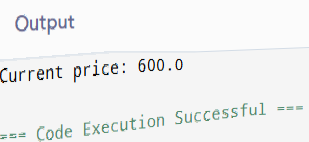 Output
Current price: 600.0
=== Code Execution Successful ===